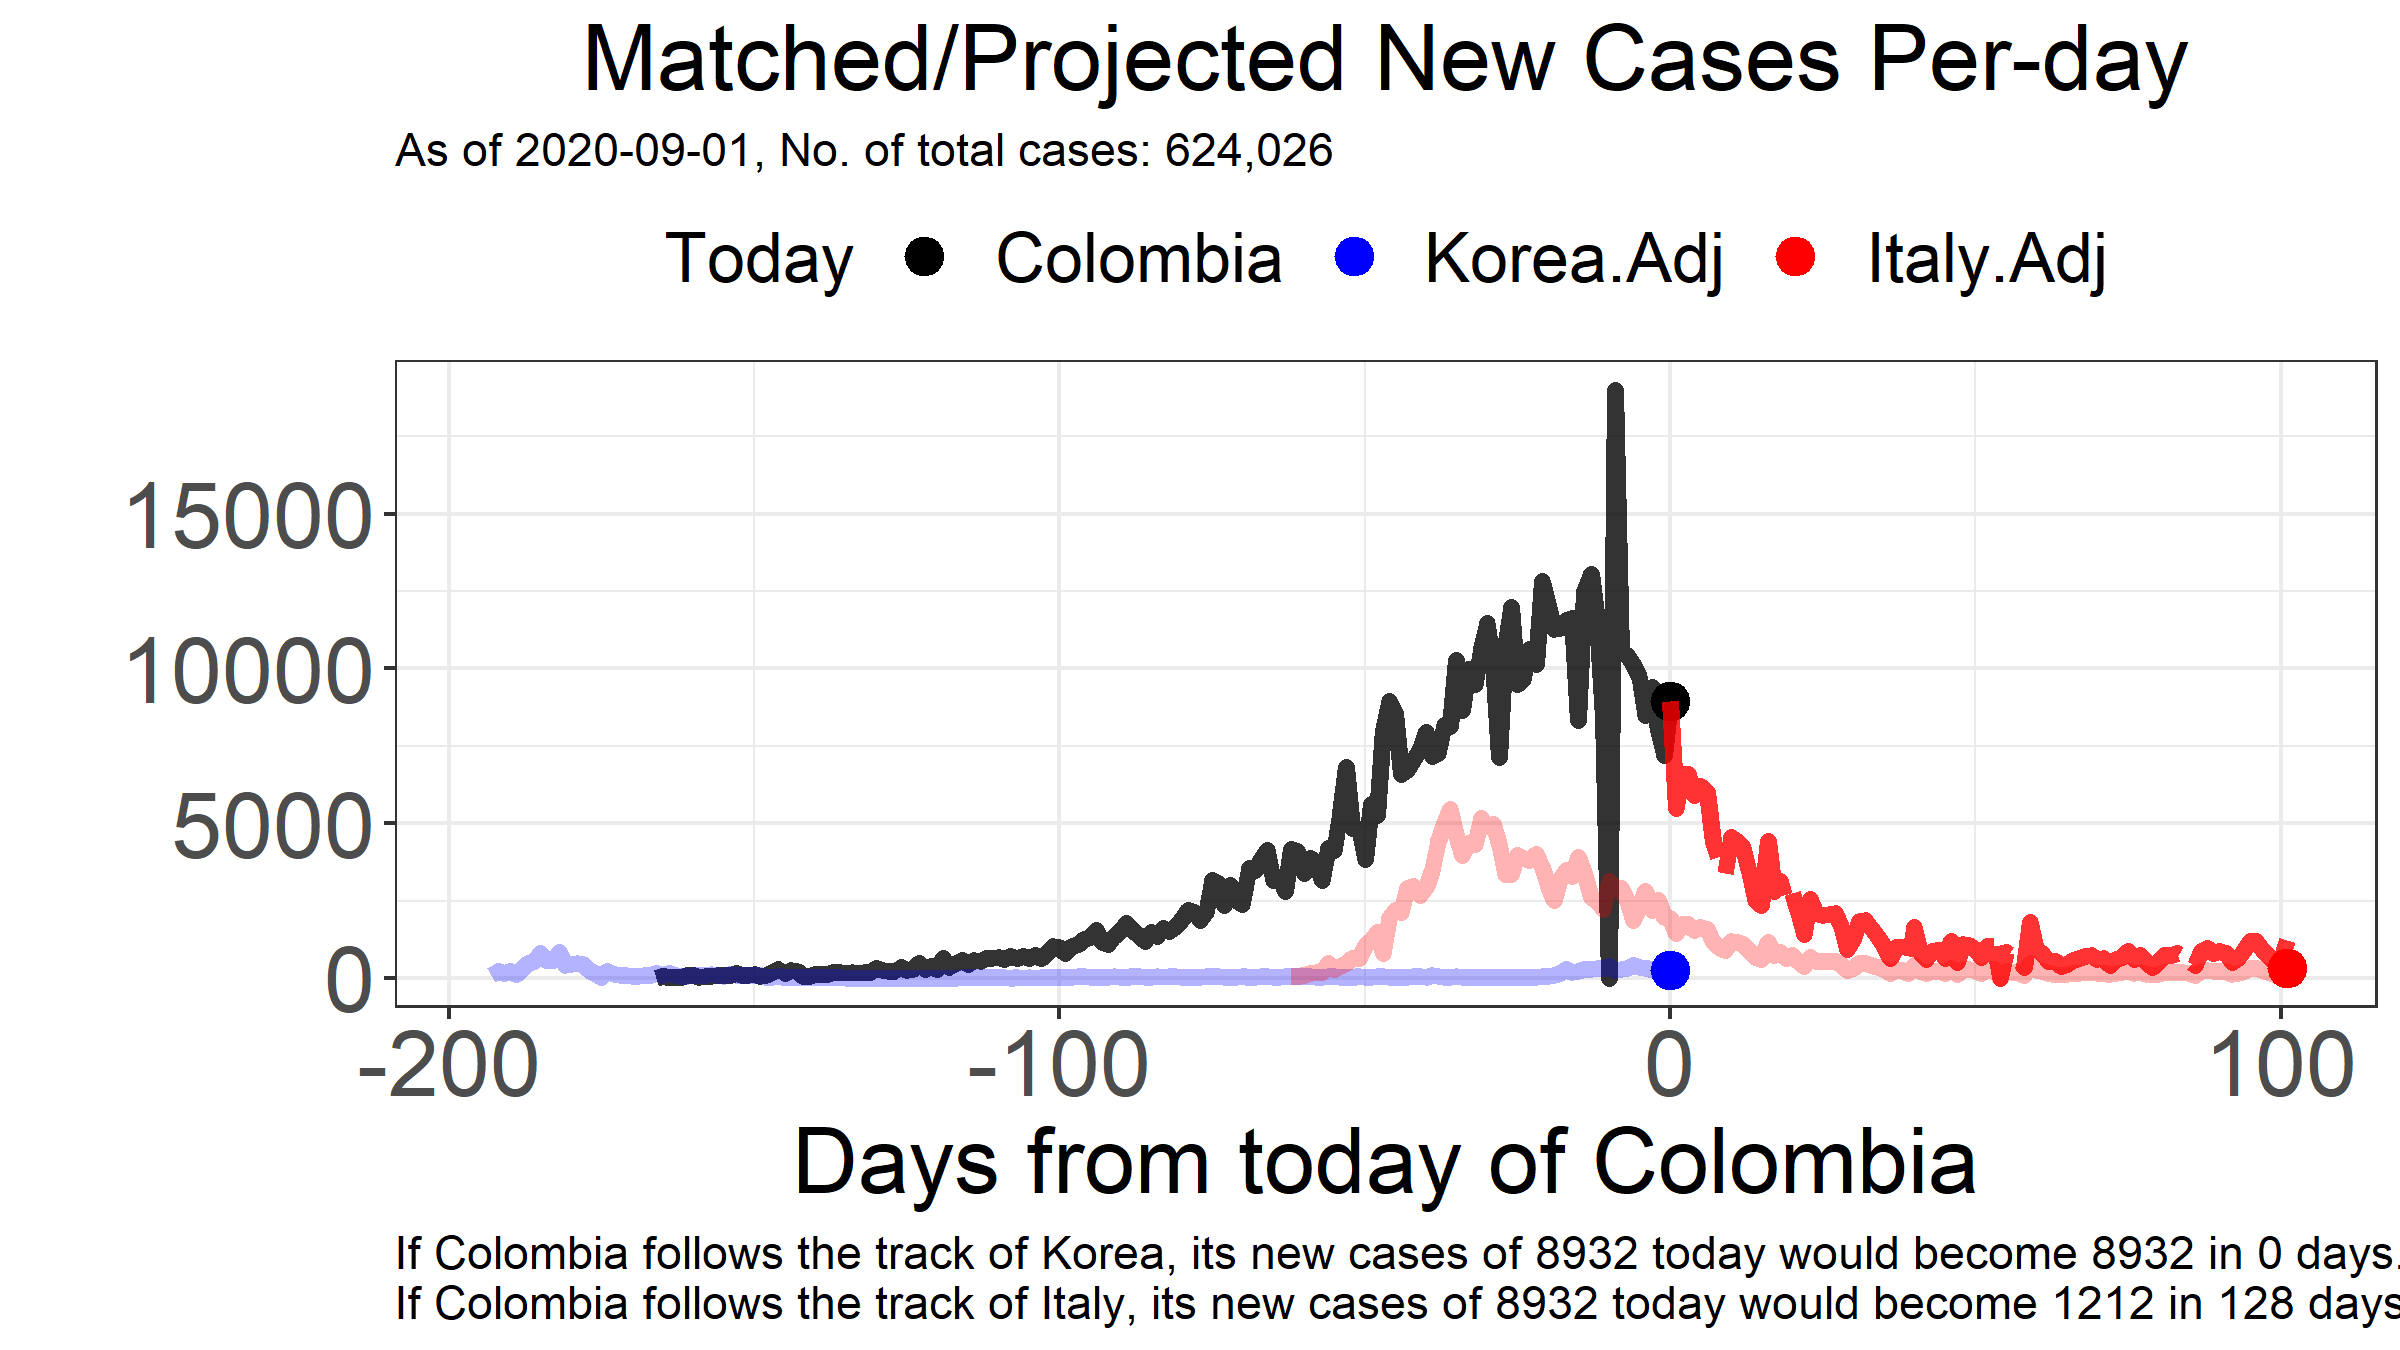 Matched/Projected New Cases Per-day
As of 2020-09-01, No. of total cases: 624,026
Today Colombia Korea.Adj Italy.Adj
15000
10000
5000
0
-200 -100 0 100
Days from today of Colombia
If Colombia follows the track of Korea, its new cases of 8932 today would become 8932 in 0 days.
If Colombia follows the track of Italy, its new cases of 8932 today would become 1212 in 128 days